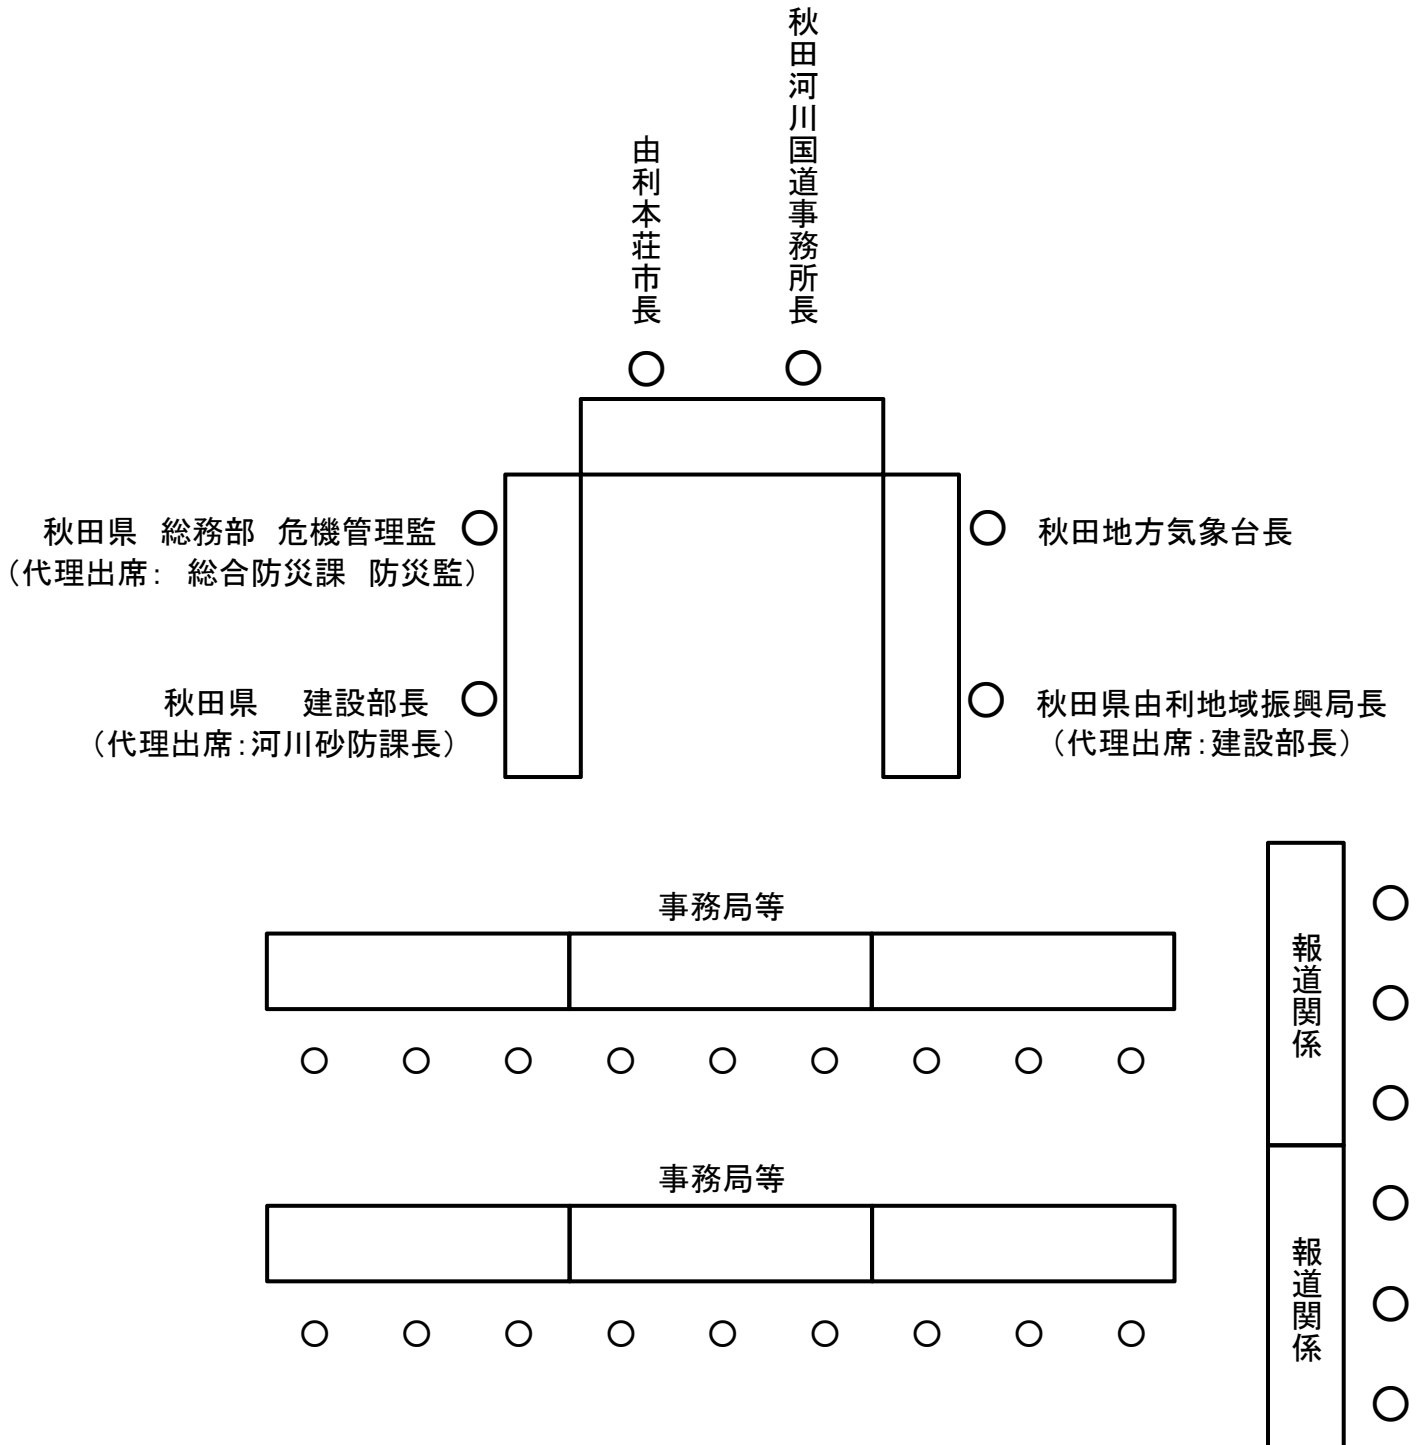 秋田河川国道事務所長
由利本荘市長
秋田県　総務部　危機管理監
（代理出席：　総合防災課　防災監）
秋田地方気象台長
秋田県　建設部長
（代理出席：河川砂防課長）
秋田県由利地域振興局長
（代理出席：建設部長）
事務局等
報道関係
事務局等
報道関係